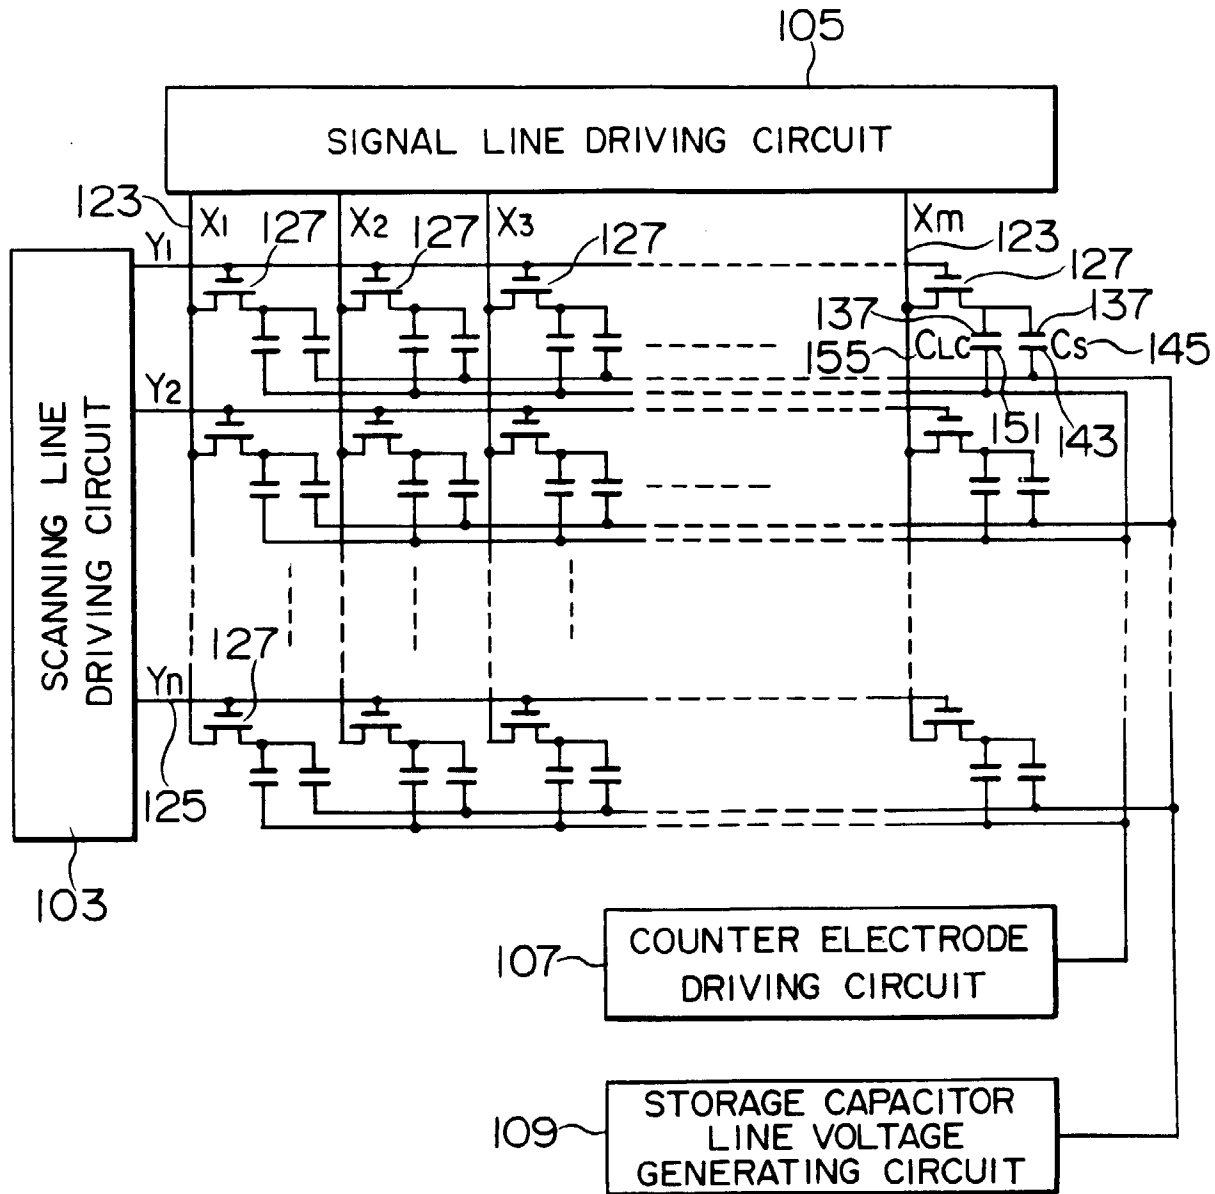 105
SIGNAL LINE DRIVING CIRCUIT
123 X1 127 X2 127 X3 127 Xm 123 127
Y1
137 137
155 CLC CS 145
Y2
151 143
SCANNING LINE
DRIVING CIRCUIT
Yn 127
125
103
107
COUNTER ELECTRODE
DRIVING CIRCUIT
109
STORAGE CAPACITOR
LINE VOLTAGE
GENERATING CIRCUIT